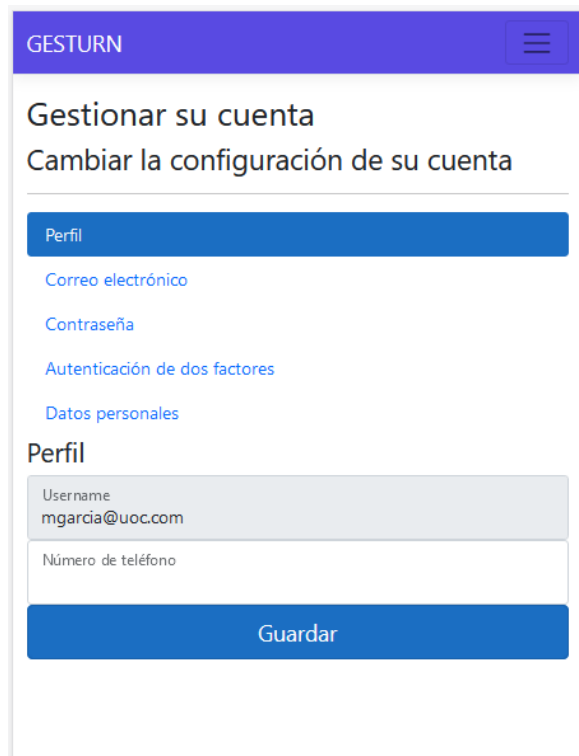 GESTURN
Gestionar su cuenta
Cambiar la configuración de su cuenta
Perfil
Correo electrónico
Contraseña
Autenticación de dos factores
Datos personales
Perfil
Username
mgarcia@uoc.com
Número de teléfono
Guardar